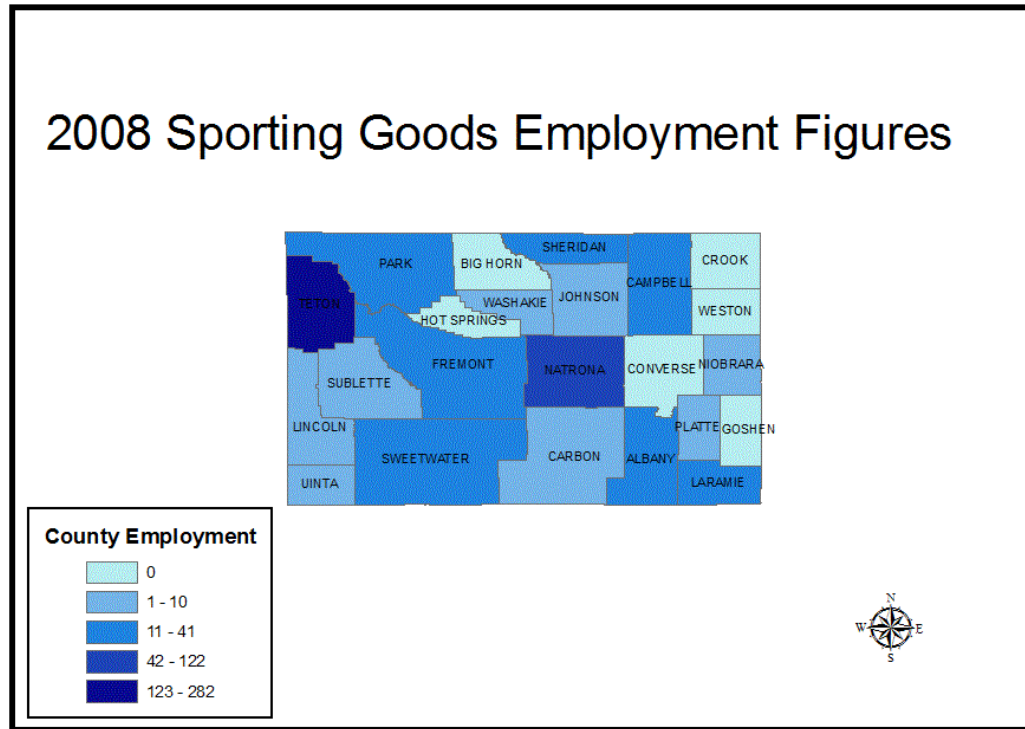 2008 Sporting Goods Employment Figures
SHERIDAN
PARK
BIG HORN
CROOK
CAMPBELL
TETON
WASHAKIE
JOHNSON
WESTON
HOT SPRINGS
FREMONT
NATRONA
CONVERSE
NIOBRARA
SUBLETTE
LINCOLN
PLATTE
GOSHEN
SWEETWATER
CARBON
ALBANY
UINTA
LARAMIE
County Employment
0
1 - 10
11 - 41
42 - 122
123 - 282
N
W E
S